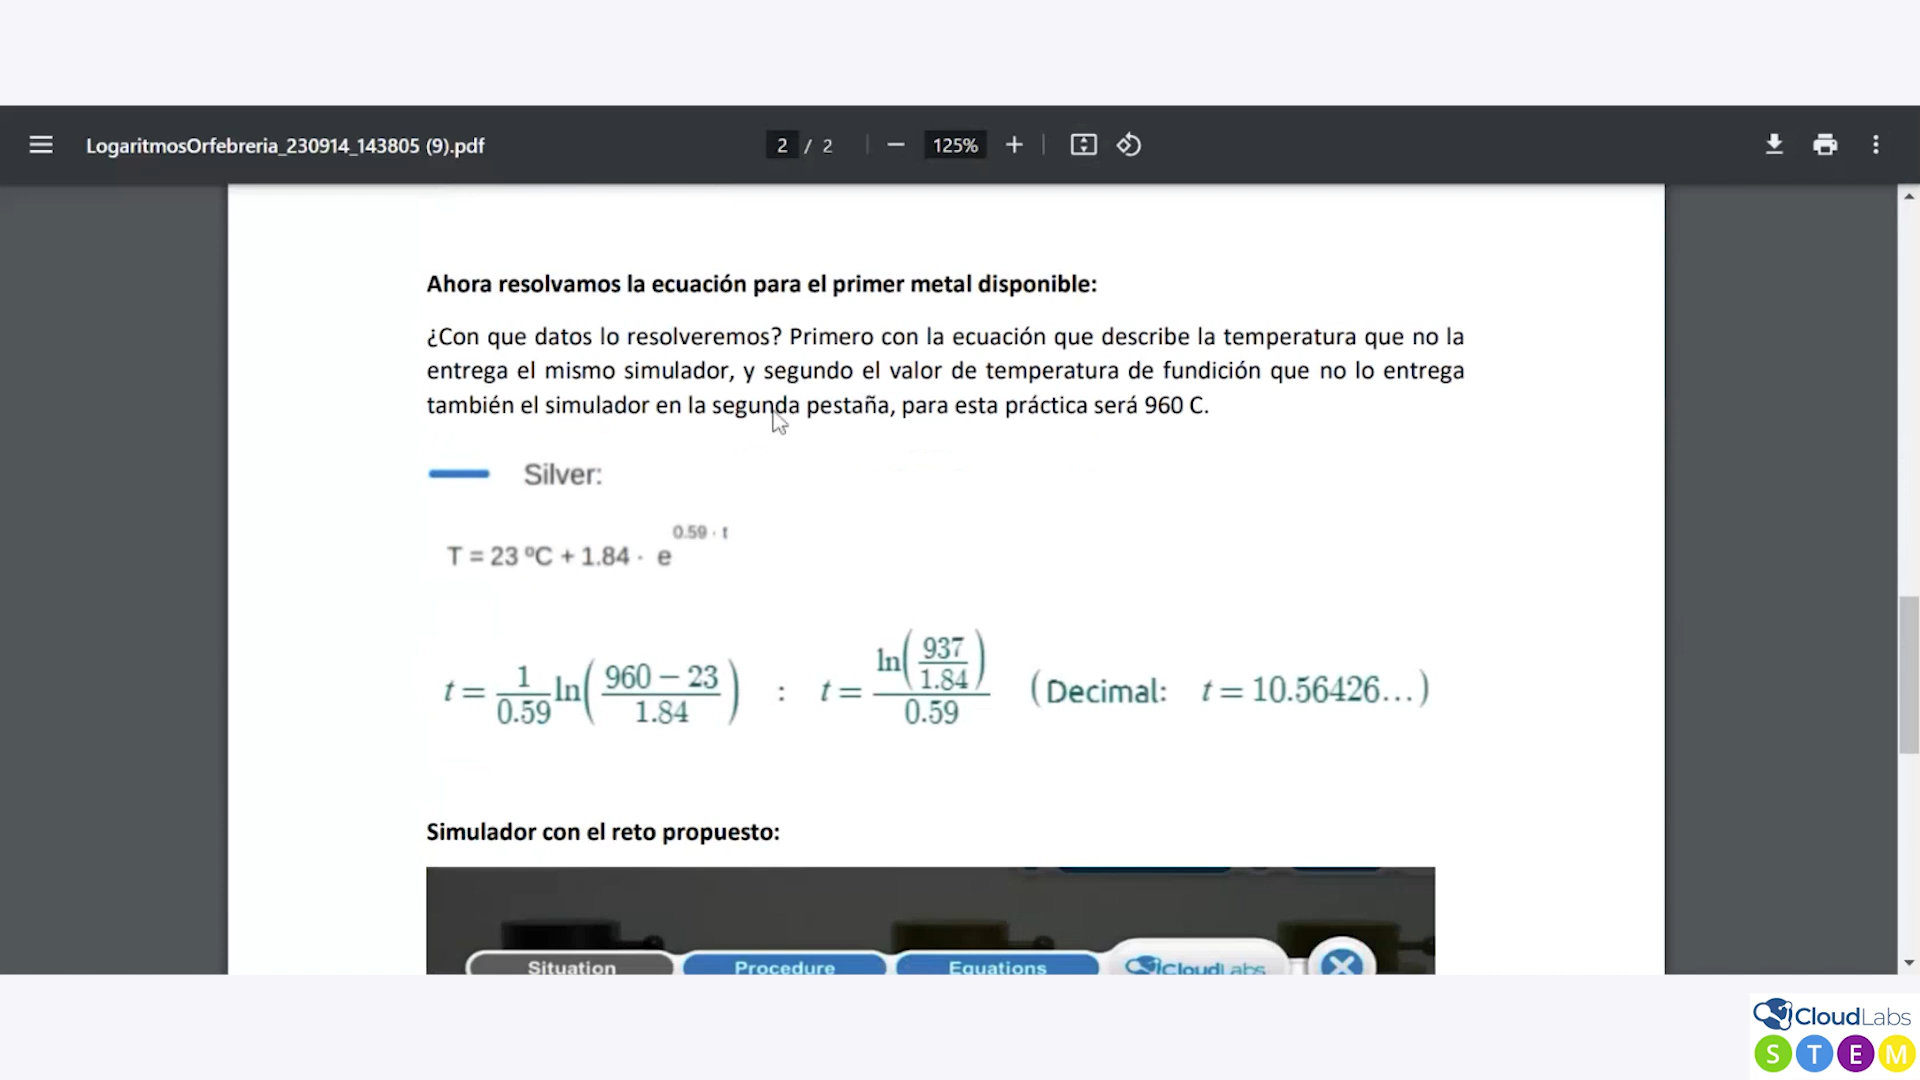 LogaritmosOrfebreria_230914_143805 (9).pdf
2 / 2
125%
Ahora resolvamos la ecuación para el primer metal disponible:
¿Con que datos lo resolveremos? Primero con la ecuación que describe la temperatura que no la
entrega el mismo simulador, y segundo el valor de temperatura de fundición que no lo entrega
también el simulador en la segunda pestaña, para esta práctica será 960 C.
Silver:
T = 23 ºC + 1.84 · e^(0.59 · t)
t = 1/0.59 ln(960 − 23/1.84) : t = ln(937/1.84)/0.59 (Decimal: t = 10.56426...)
Simulador con el reto propuesto:
Situation Procedure Equations CloudLabs
CloudLabs
S T E M